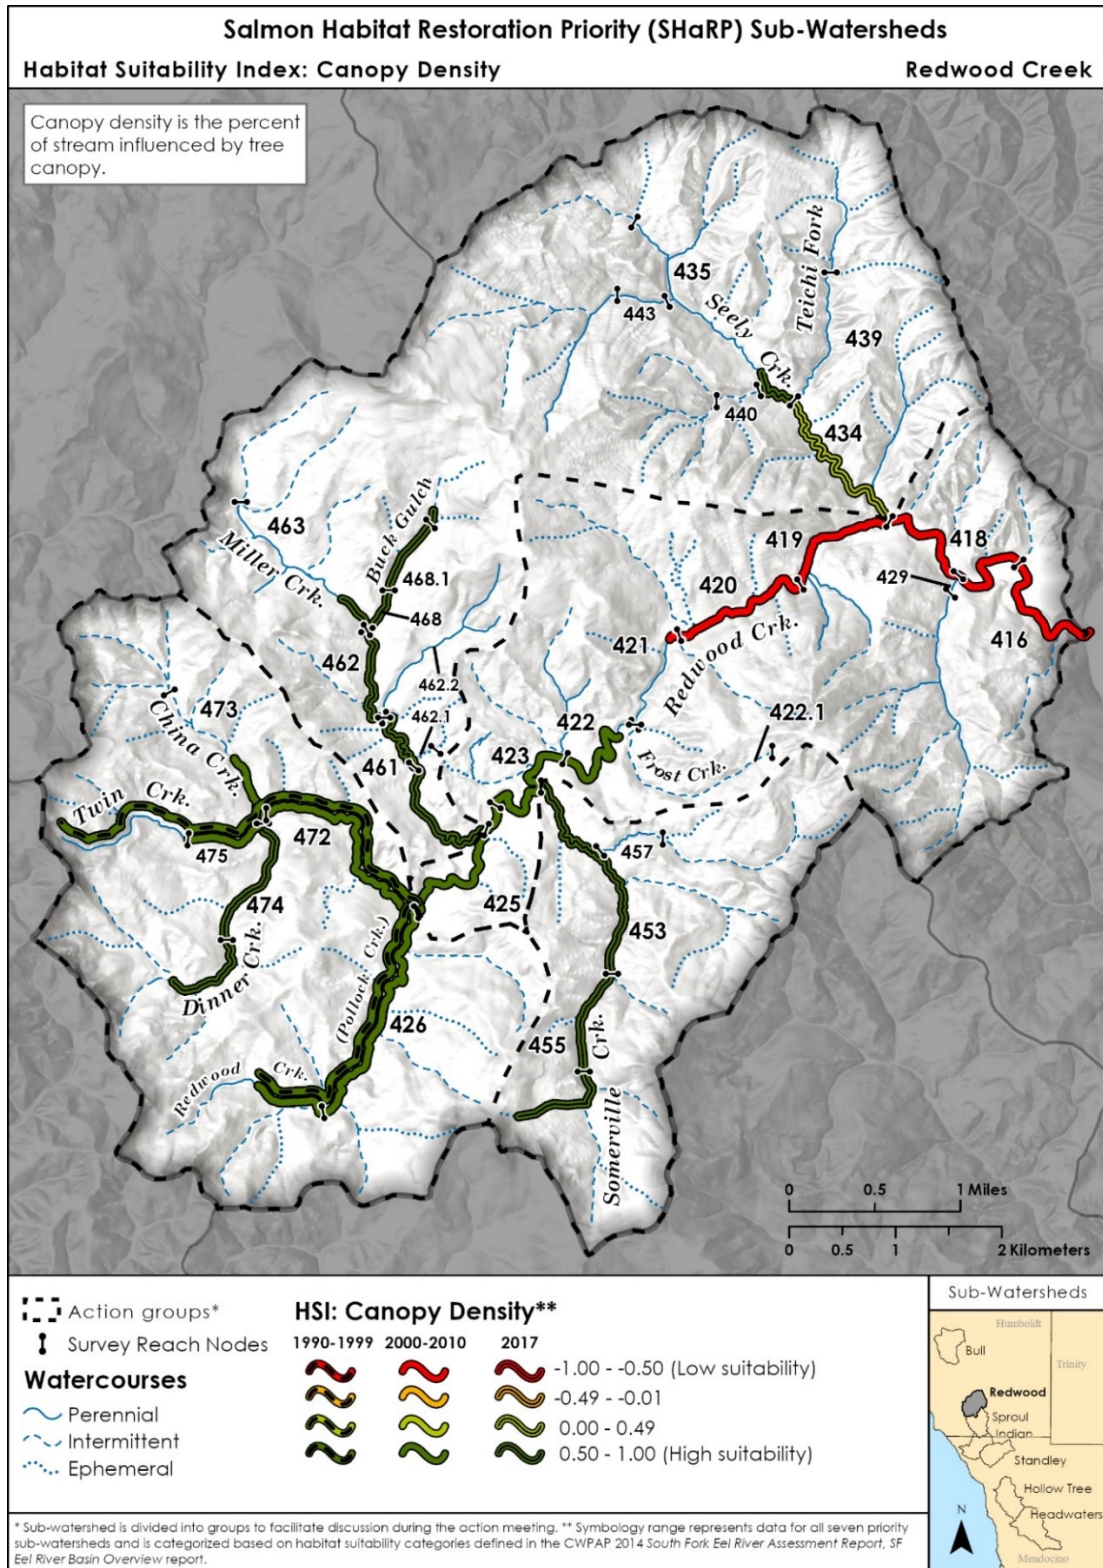 Salmon Habitat Restoration Priority (SHaRP) Sub-Watersheds
Habitat Suitability Index: Canopy Density
Redwood Creek
Canopy density is the percent
of stream influenced by tree
canopy.
435
Seely Crk.
Teichi Fork
443
439
440
434
463
Buck Gulch
Miller Crk.
468.1
468
419
418
420
429
421
Redwood Crk.
416
462
462.2
462.1
473
China Crk.
422
422.1
423
Frost Crk.
461
Twin Crk.
472
475
457
425
453
474
Dinner Crk.
(Pollock Crk.)
426
455
Redwood Crk.
Somerville Crk.
0 0.5 1 Miles
0 0.5 1 2 Kilometers
Action groups*
Survey Reach Nodes
Watercourses
Perennial
Intermittent
Ephemeral
HSI: Canopy Density**
1990-1999 2000-2010 2017
-1.00 - -0.50 (Low suitability)
-0.49 - -0.01
0.00 - 0.49
0.50 - 1.00 (High suitability)
Sub-Watersheds
Humboldt
Bull
Trinity
Redwood
Sproul
Indian
Standley
Hollow Tree
Headwaters
N
Mendocino
* Sub-watershed is divided into groups to facilitate discussion during the action meeting. ** Symbology range represents data for all seven priority
sub-watersheds and is categorized based on habitat suitability categories defined in the CWPAP 2014 South Fork Eel River Assessment Report, SF
Eel River Basin Overview report.